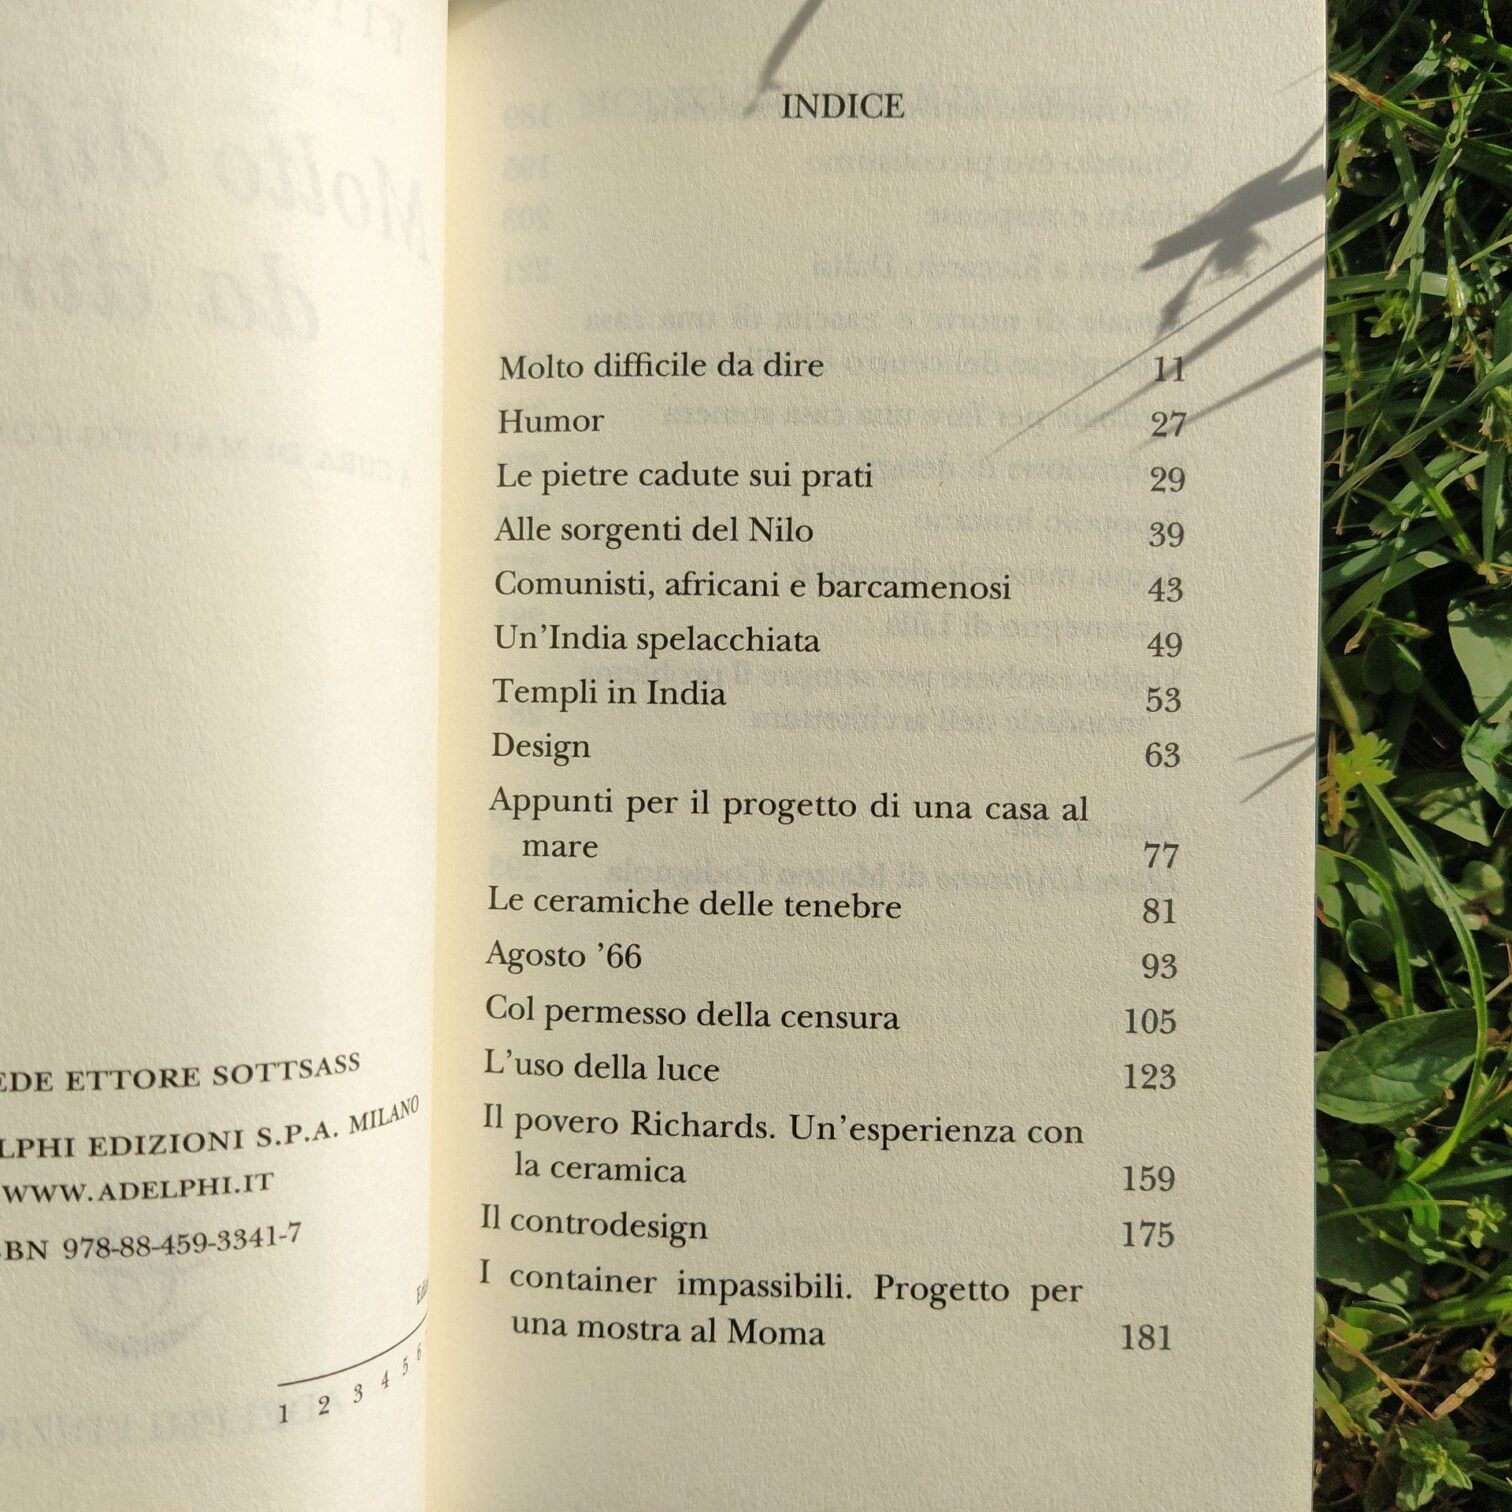 EDE ETTORE SOTTSASS
LPHI EDIZIONI S.P.A. MILANO
WWW.ADELPHI.IT
BN 978-88-459-3341-7
1 2 3 4 5 6
INDICE
Molto difficile da dire 11
Humor 27
Le pietre cadute sui prati 29
Alle sorgenti del Nilo 39
Comunisti, africani e barcamenosi 43
Un’India spelacchiata 49
Templi in India 53
Design 63
Appunti per il progetto di una casa al
mare 77
Le ceramiche delle tenebre 81
Agosto ’66 93
Col permesso della censura 105
L’uso della luce 123
Il povero Richards. Un’esperienza con
la ceramica 159
Il controdesign 175
I container impassibili. Progetto per
una mostra al Moma 181